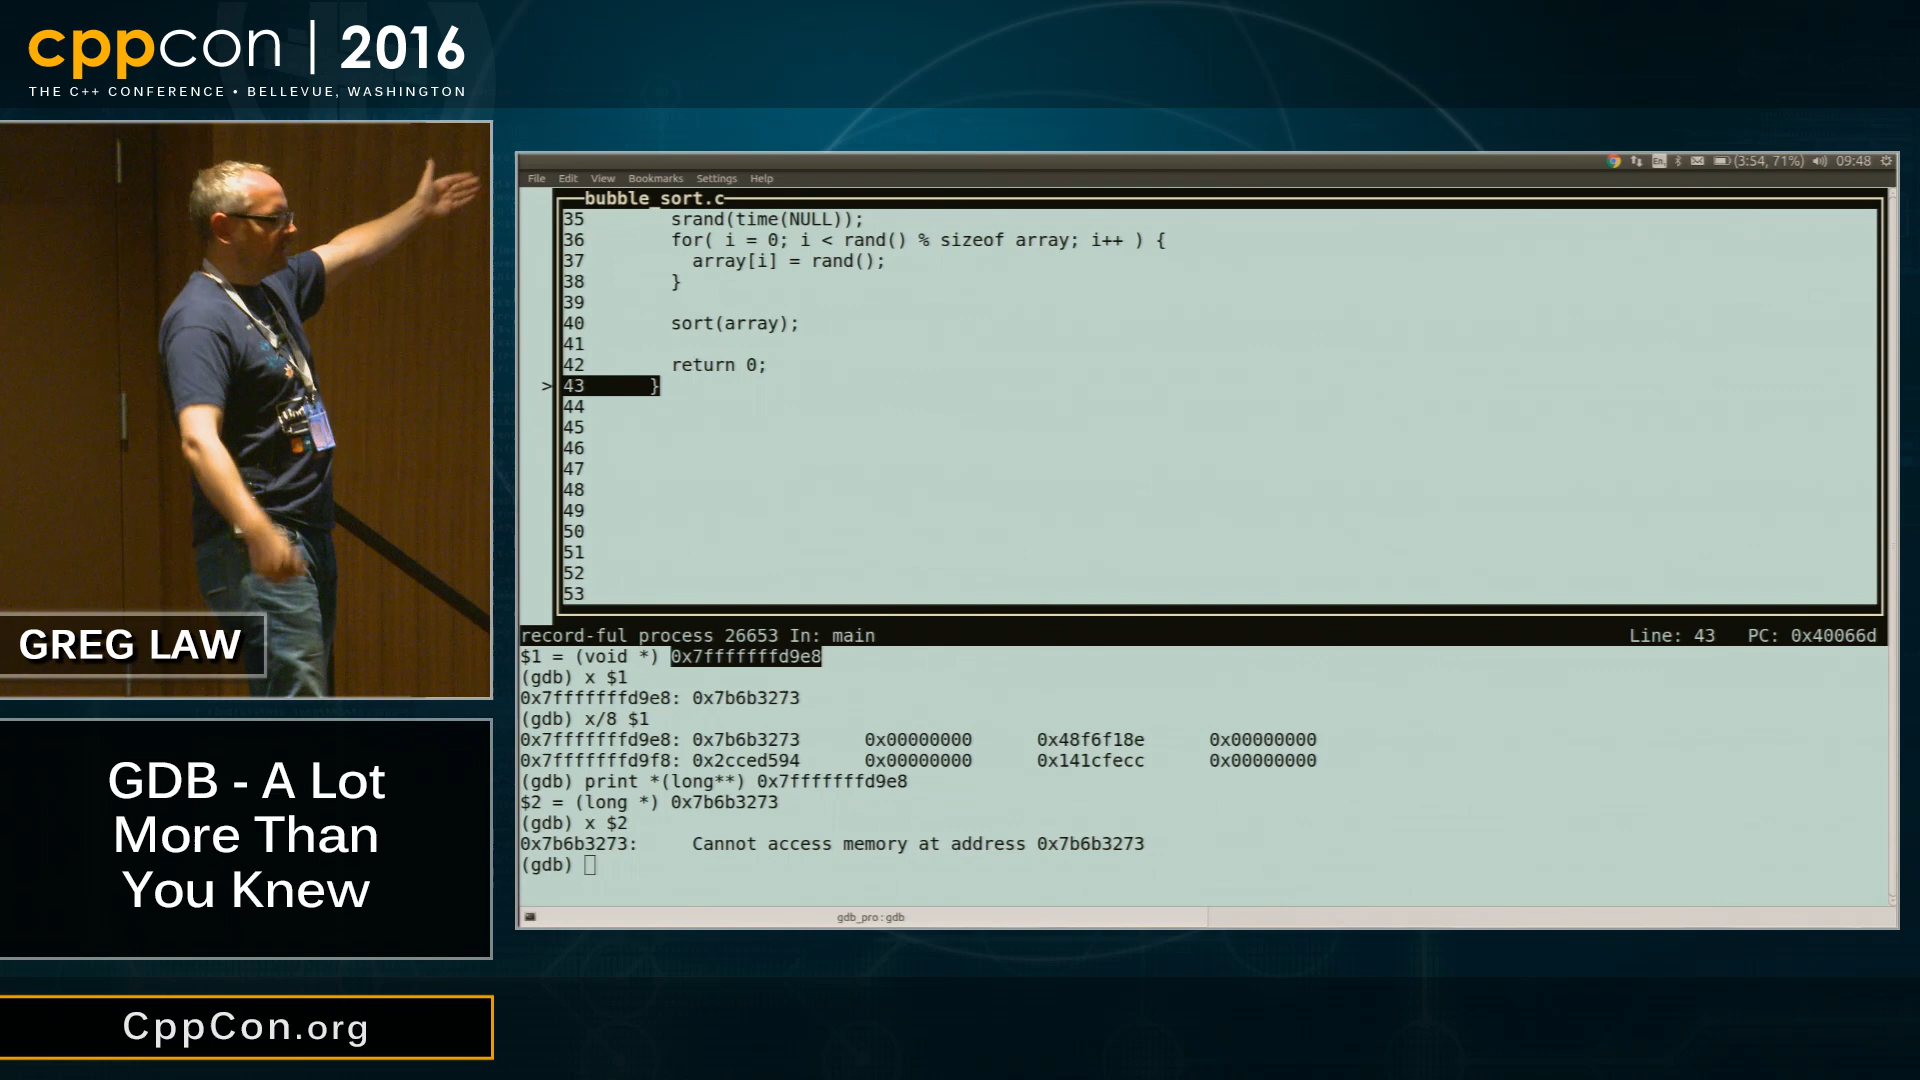 cppcon | 2016
THE C++ CONFERENCE • BELLEVUE, WASHINGTON
GREG LAW
GDB - A Lot
More Than
You Knew
CppCon.org
(3:54, 71%) 09:48
File Edit View Bookmarks Settings Help
bubble_sort.c
35 srand(time(NULL));
36 for( i = 0; i < rand() % sizeof array; i++ ) {
37 array[i] = rand();
38 }
39
40 sort(array);
41
42 return 0;
> 43 }
44
45
46
47
48
49
50
51
52
53
record-ful process 26653 In: main Line: 43 PC: 0x40066d
$1 = (void *) 0x7fffffffd9e8
(gdb) x $1
0x7fffffffd9e8: 0x7b6b3273
(gdb) x/8 $1
0x7fffffffd9e8: 0x7b6b3273 0x00000000 0x48f6f18e 0x00000000
0x7fffffffd9f8: 0x2cced594 0x00000000 0x141cfecc 0x00000000
(gdb) print *(long**) 0x7fffffffd9e8
$2 = (long *) 0x7b6b3273
(gdb) x $2
0x7b6b3273: Cannot access memory at address 0x7b6b3273
(gdb)
gdb_pro : gdb